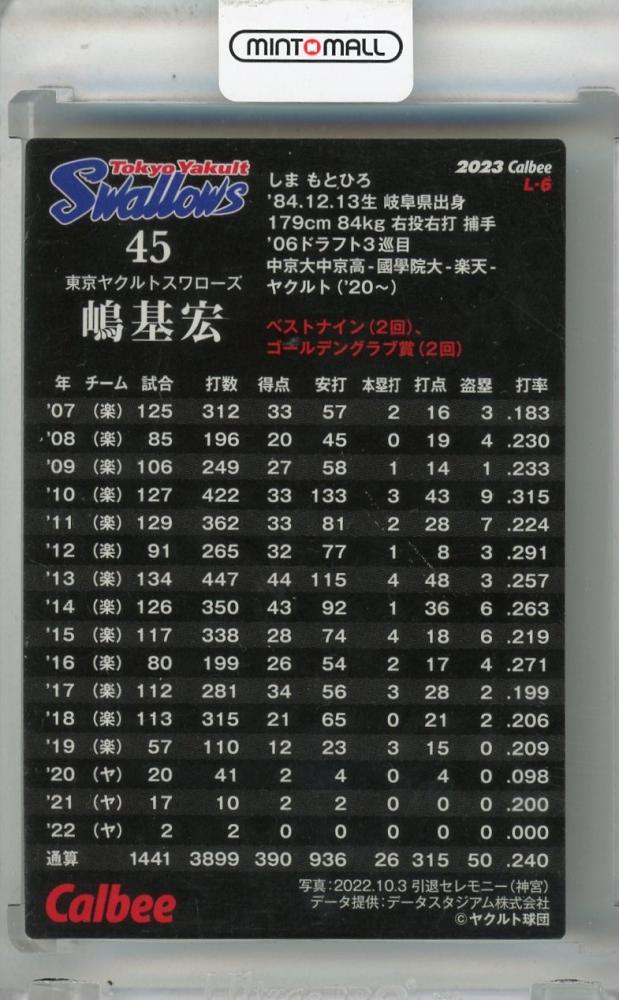 MINT MALL
Tokyo Yakult
Swallows
45
東京ヤクルトスワローズ
嶋基宏
2023 Calbee
L-6
しま もとひろ
'84.12.13生 岐阜県出身
179cm 84kg 右投右打 捕手
'06ドラフト3巡目
中京大中京高-國學院大-楽天-
ヤクルト('20~)
ベストナイン(2回)、
ゴールデングラブ賞(2回)
年 チーム 試合 打数 得点 安打 本塁打 打点 盗塁 打率
'07 (楽) 125 312 33 57 2 16 3 .183
'08 (楽) 85 196 20 45 0 19 4 .230
'09 (楽) 106 249 27 58 1 14 1 .233
'10 (楽) 127 422 33 133 3 43 9 .315
'11 (楽) 129 362 33 81 2 28 7 .224
'12 (楽) 91 265 32 77 1 8 3 .291
'13 (楽) 134 447 44 115 4 48 3 .257
'14 (楽) 126 350 43 92 1 36 6 .263
'15 (楽) 117 338 28 74 4 18 6 .219
'16 (楽) 80 199 26 54 2 17 4 .271
'17 (楽) 112 281 34 56 3 28 2 .199
'18 (楽) 113 315 21 65 0 21 2 .206
'19 (楽) 57 110 12 23 3 15 0 .209
'20 (ヤ) 20 41 2 4 0 4 0 .098
'21 (ヤ) 17 10 2 2 0 0 0 .200
'22 (ヤ) 2 2 0 0 0 0 0 .000
通算 1441 3899 390 936 26 315 50 .240
Calbee
写真:2022.10.3 引退セレモニー(神宮)
データ提供:データスタジアム株式会社
©ヤクルト球団